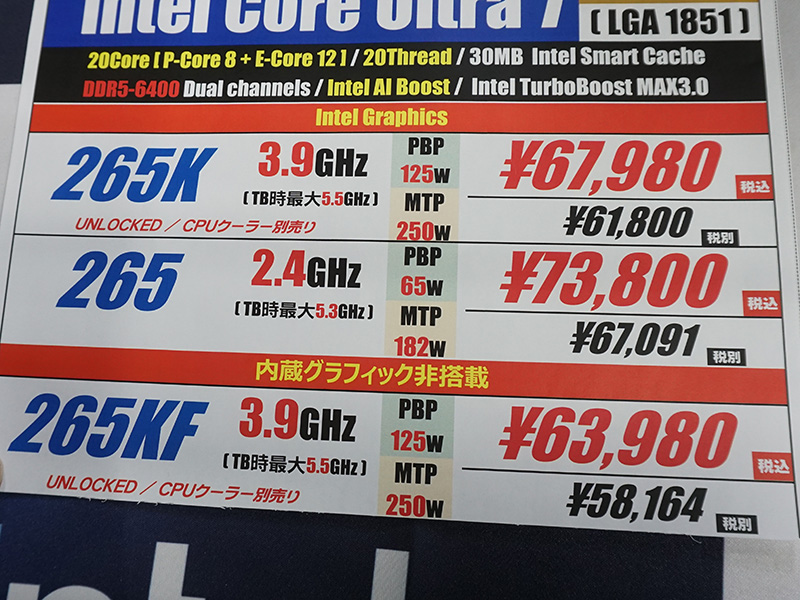 Intel Core Ultra 7
[ LGA 1851 ]
20Core [ P-Core 8 + E-Core 12 ] / 20Thread / 30MB Intel Smart Cache
DDR5-6400 Dual channels / Intel AI Boost / Intel TurboBoost MAX3.0
Intel Graphics
265K
3.9GHz
[ TB時最大5.5GHz ]
UNLOCKED / CPUクーラー別売り
PBP
125W
MTP
250W
¥67,980 税込
¥61,800 税別
265
2.4GHz
[ TB時最大5.3GHz ]
PBP
65W
MTP
182W
¥73,800 税込
¥67,091 税別
内蔵グラフィック非搭載
265KF
3.9GHz
[ TB時最大5.5GHz ]
UNLOCKED / CPUクーラー別売り
PBP
125W
MTP
250W
¥63,980 税込
¥58,164 税別